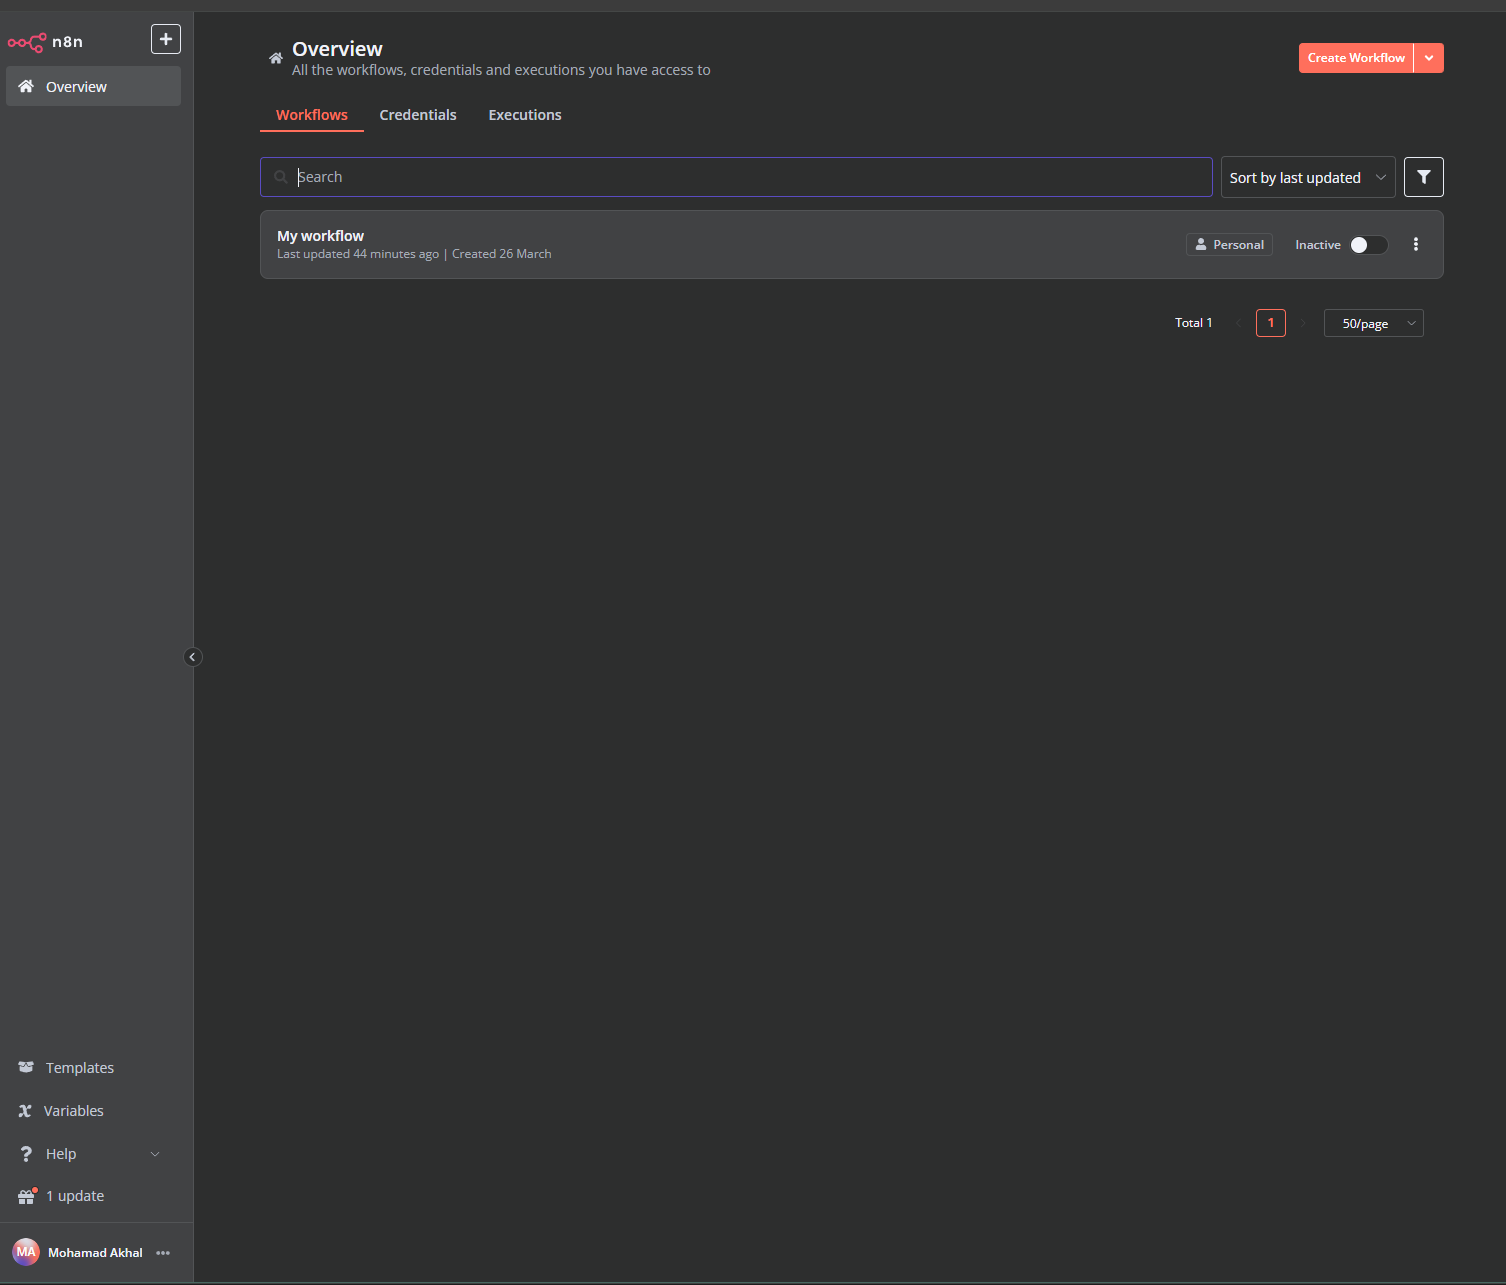 n8n
Overview
Overview
All the workflows, credentials and executions you have access to
Create Workflow
Workflows Credentials Executions
Search
Sort by last updated
My workflow
Last updated 44 minutes ago | Created 26 March
Personal
Inactive
Total 1
1
50/page
Templates
Variables
Help
1 update
MA
Mohamad Akhal